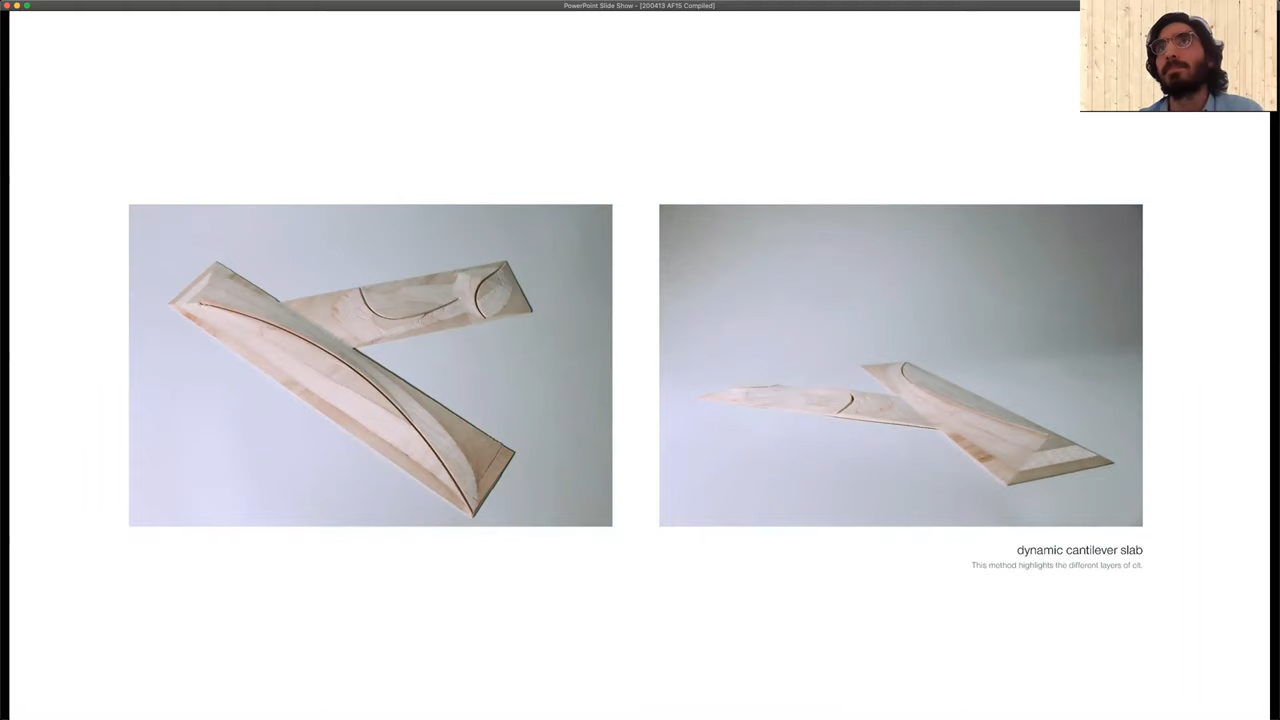 PowerPoint Slide Show - [200413 AF15 Compiled]
dynamic cantilever slab
This method highlights the different layers of clt.